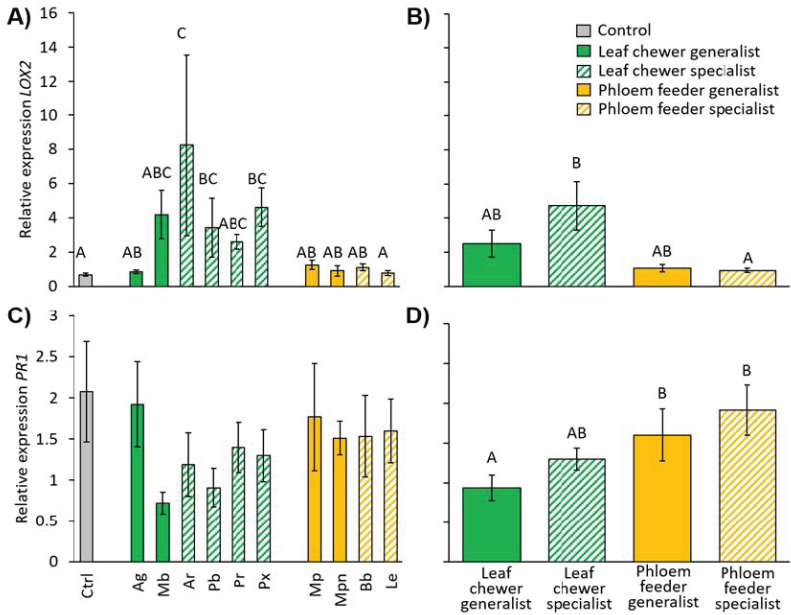 A)
Relative expression LOX2
16
14
12
10
8
6
4
2
0
A
AB
ABC
C
BC
ABC
BC
AB
AB
BB
A
B)
Control
Leaf chewer generalist
Leaf chewer specialist
Phloem feeder generalist
Phloem feeder specialist
AB
B
AB
A
C)
Relative expression PR1
3
2.5
2
1.5
1
0.5
0
Ctrl
Ag
Mb
Ar
Pb
Pr
Px
Mp
Mpn
Bb
Le
D)
A
AB
B
B
Leaf
chewer
generalist
Leaf
chewer
specialist
Phloem
feeder
generalist
Phloem
feeder
specialist